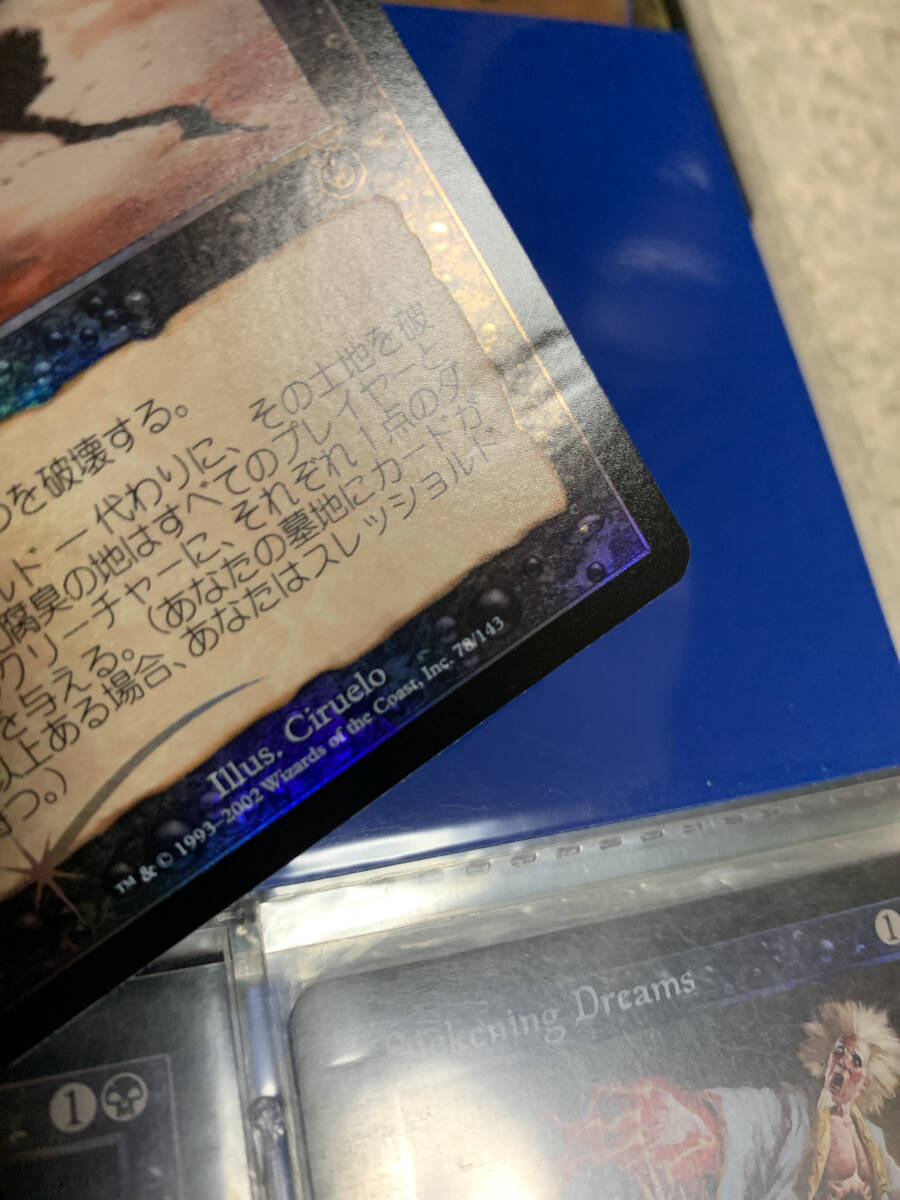 を破壊する。
ルド ― 代わりに、その土地を破
腐臭の地はすべてのプレイヤーと
クリーチャーに、それぞれ1点のダ
を与える。(あなたの墓地にカードが
以上ある場合、あなたはスレッショルド
つ。)
Illus. Ciruelo
™ & © 1993–2002 Wizards of the Coast, Inc. 78/143
Sickening Dreams
1
1